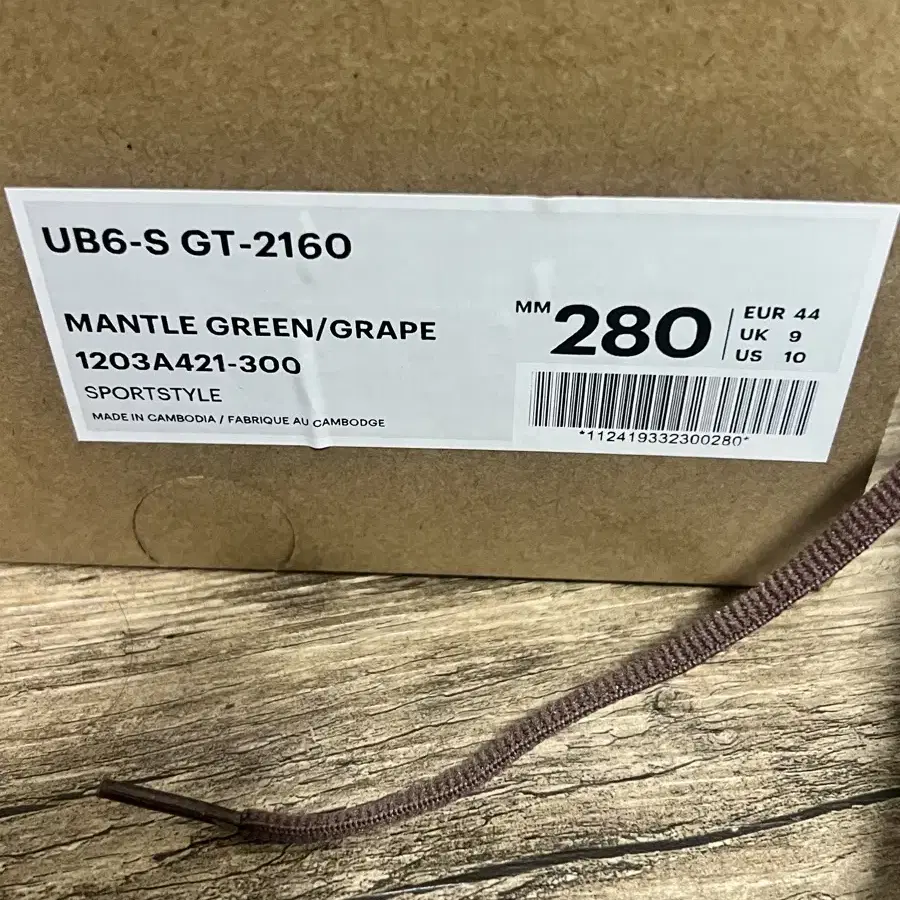 UB6-S GT-2160
MANTLE GREEN/GRAPE
1203A421-300
SPORTSTYLE
MADE IN CAMBODIA / FABRIQUE AU CAMBODGE
MM 280
EUR 44
UK 9
US 10
*112419332300280*